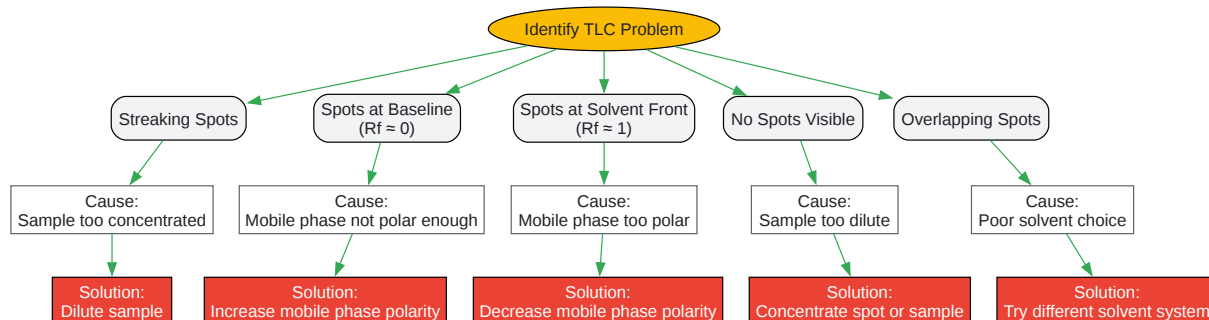 Identify TLC Problem
Streaking Spots
Spots at Baseline
(Rf ≈ 0)
Spots at Solvent Front
(Rf ≈ 1)
No Spots Visible
Overlapping Spots
Cause:
Sample too concentrated
Cause:
Mobile phase not polar enough
Cause:
Mobile phase too polar
Cause:
Sample too dilute
Cause:
Poor solvent choice
Solution:
Dilute sample
Solution:
Increase mobile phase polarity
Solution:
Decrease mobile phase polarity
Solution:
Concentrate spot or sample
Solution:
Try different solvent system